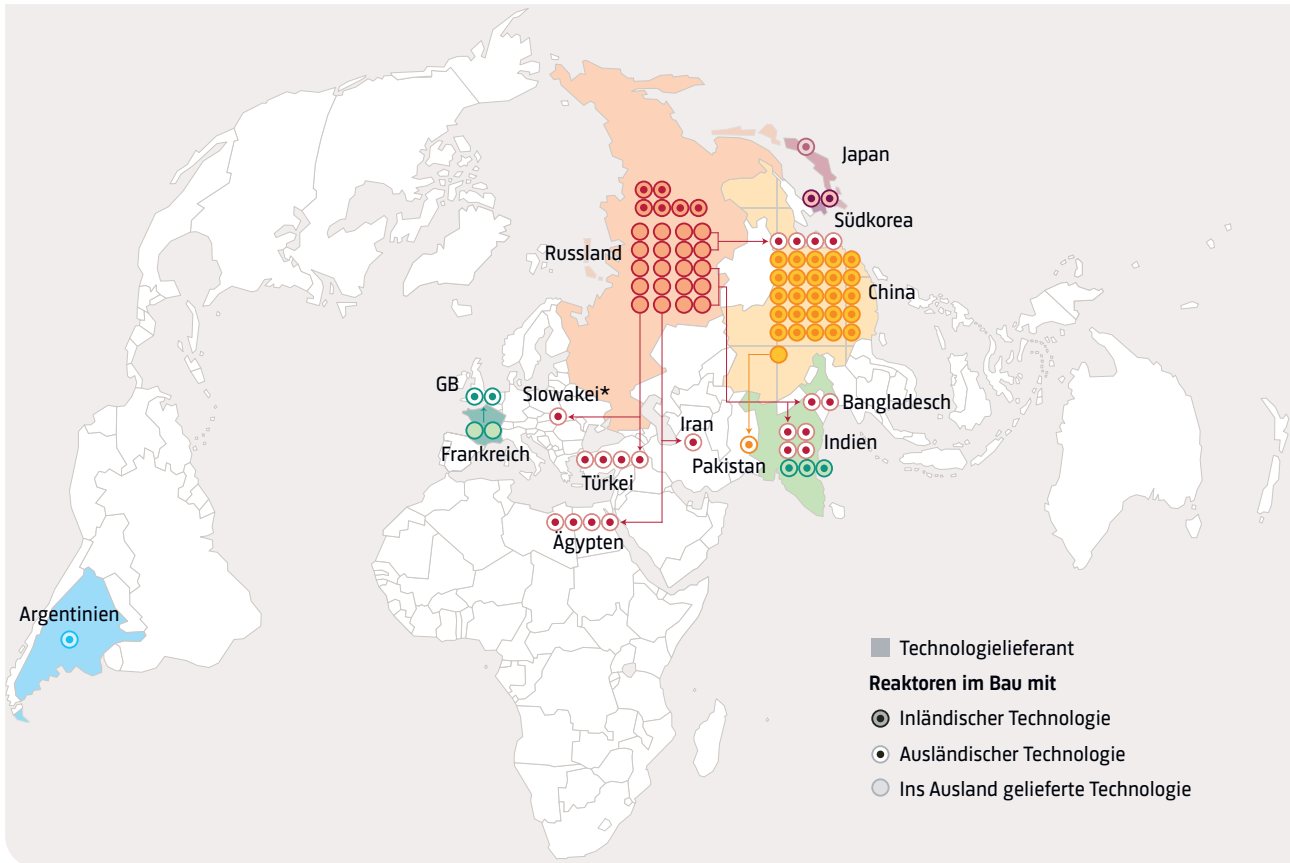 Japan
Südkorea
Russland
China
GB
Slowakei*
Bangladesch
Iran
Indien
Frankreich
Pakistan
Türkei
Ägypten
Argentinien
Technologielieferant
Reaktoren im Bau mit
Inländischer Technologie
Ausländischer Technologie
Ins Ausland gelieferte Technologie